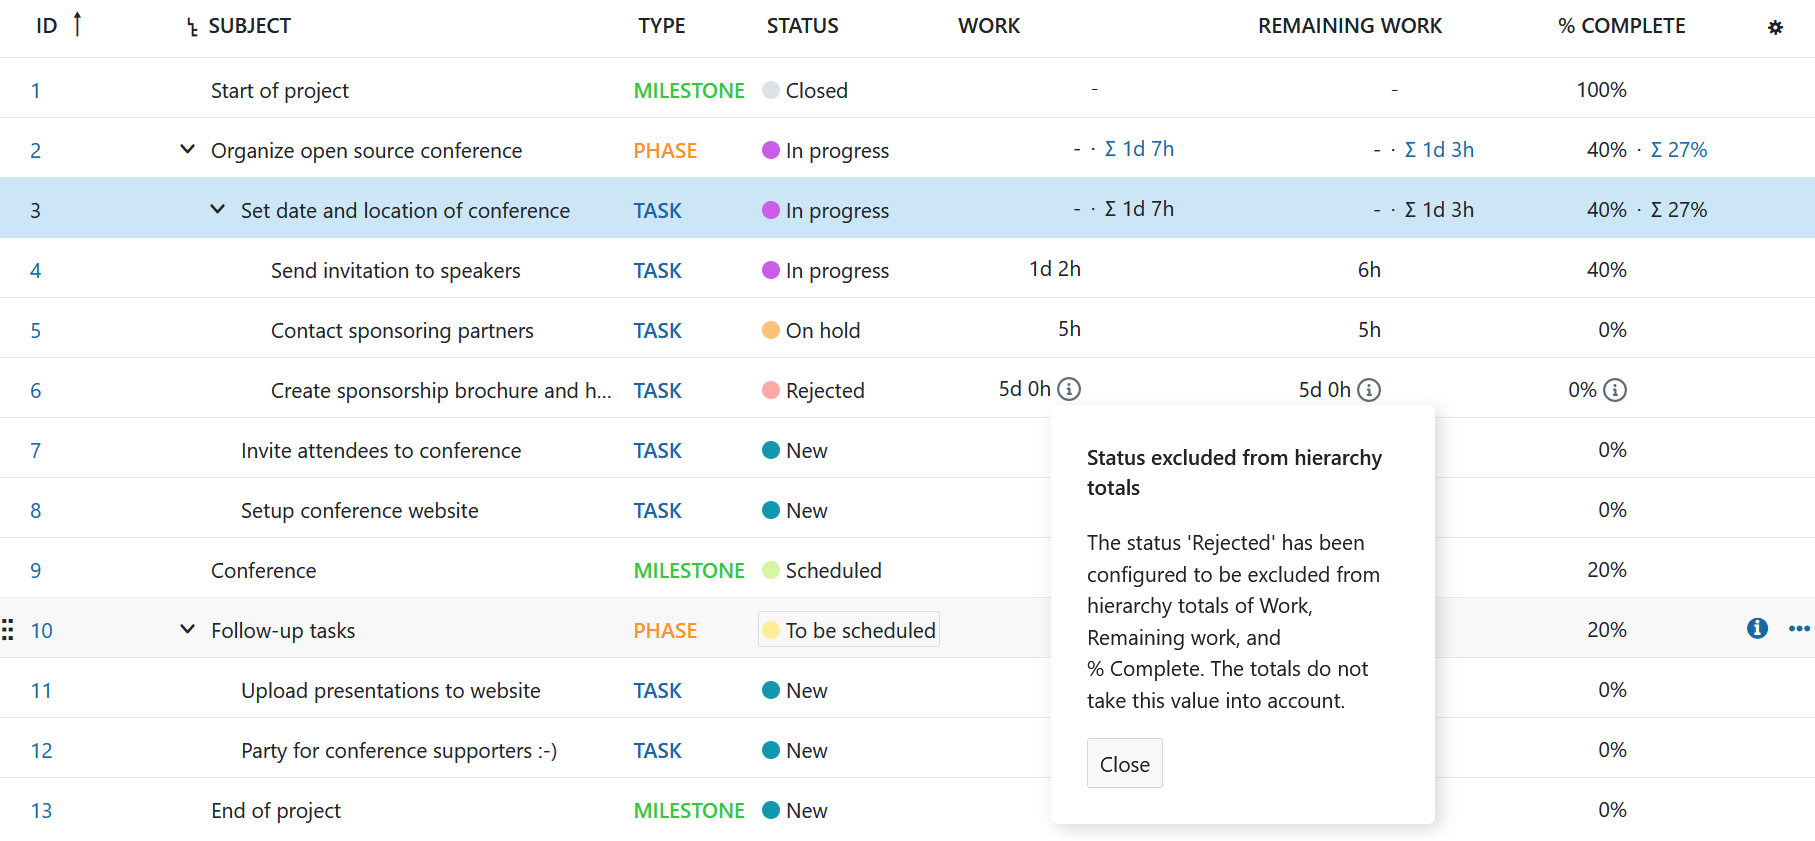 ID ↑ SUBJECT TYPE STATUS WORK REMAINING WORK % COMPLETE
1 Start of project MILESTONE Closed - - 100%
2 Organize open source conference PHASE In progress - · Σ 1d 7h - · Σ 1d 3h 40% · Σ 27%
3 Set date and location of conference TASK In progress - · Σ 1d 7h - · Σ 1d 3h 40% · Σ 27%
4 Send invitation to speakers TASK In progress 1d 2h 6h 40%
5 Contact sponsoring partners TASK On hold 5h 5h 0%
6 Create sponsorship brochure and h... TASK Rejected 5d 0h 5d 0h 0%
7 Invite attendees to conference TASK New 0%
8 Setup conference website TASK New 0%
9 Conference MILESTONE Scheduled 20%
10 Follow-up tasks PHASE To be scheduled 20%
11 Upload presentations to website TASK New 0%
12 Party for conference supporters :-) TASK New 0%
13 End of project MILESTONE New 0%
Status excluded from hierarchy
totals
The status 'Rejected' has been
configured to be excluded from
hierarchy totals of Work,
Remaining work, and
% Complete. The totals do not
take this value into account.
Close